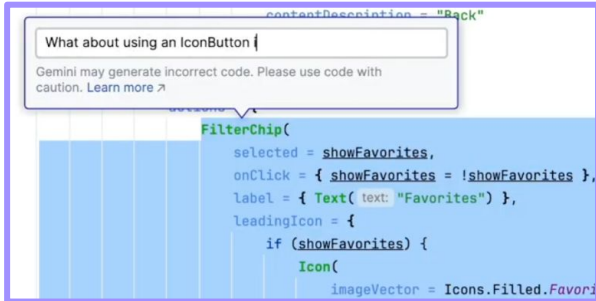 contentDescription = "Back"
What about using an IconButton i
Gemini may generate incorrect code. Please use code with
caution. Learn more ↗
FilterChip(
selected = showFavorites,
onClick = { showFavorites = !showFavorites },
label = { Text( text: "Favorites") },
leadingIcon = {
if (showFavorites) {
Icon(
imageVector = Icons.Filled.Favori